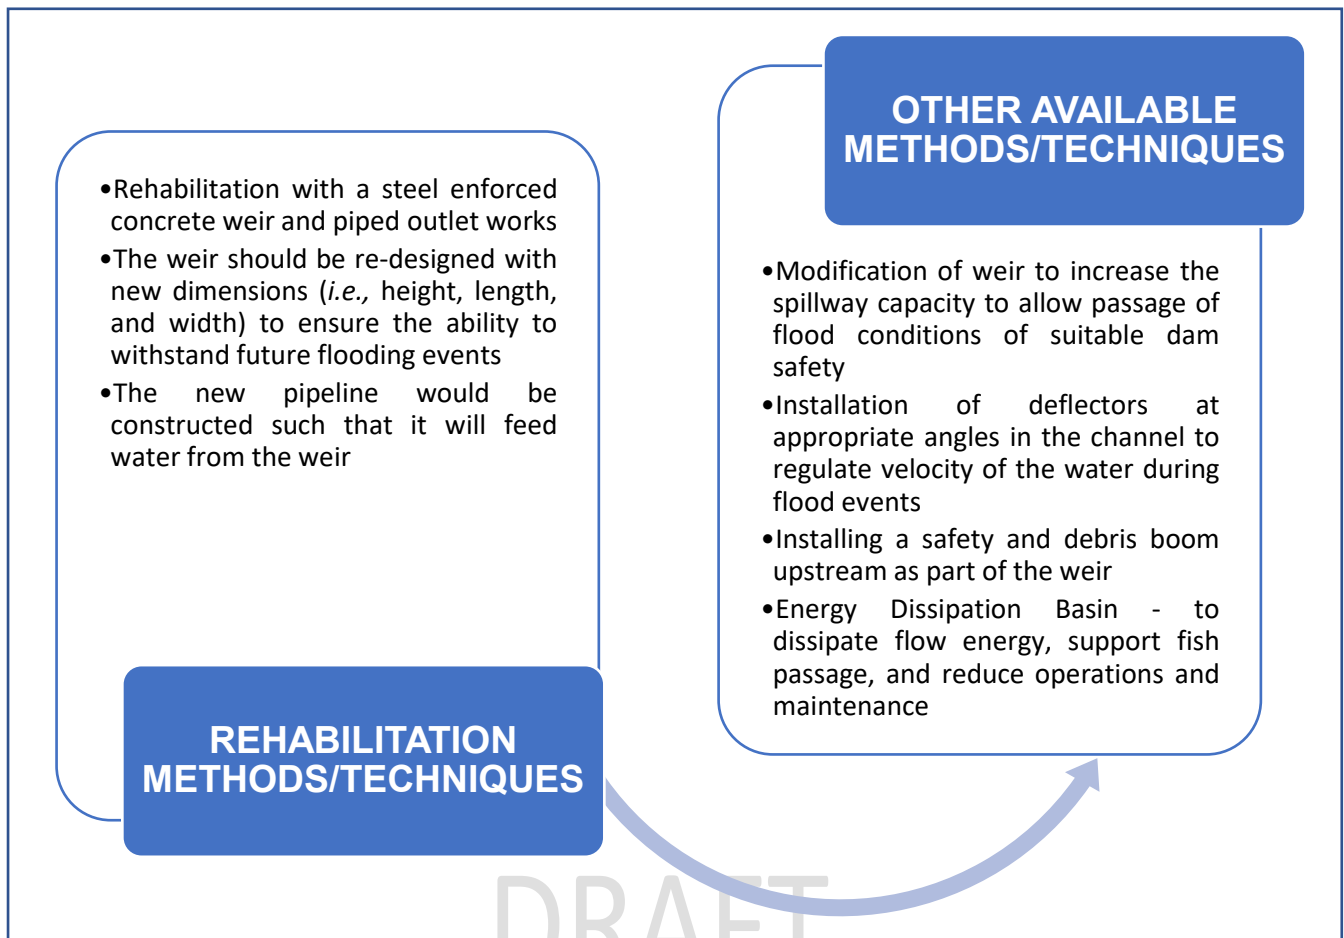 •Rehabilitation with a steel enforced
concrete weir and piped outlet works
•The weir should be re-designed with
new dimensions (i.e., height, length,
and width) to ensure the ability to
withstand future flooding events
•The new pipeline would be
constructed such that it will feed
water from the weir
REHABILITATION
METHODS/TECHNIQUES
OTHER AVAILABLE
METHODS/TECHNIQUES
•Modification of weir to increase the
spillway capacity to allow passage of
flood conditions of suitable dam
safety
•Installation of deflectors at
appropriate angles in the channel to
regulate velocity of the water during
flood events
•Installing a safety and debris boom
upstream as part of the weir
•Energy Dissipation Basin - to
dissipate flow energy, support fish
passage, and reduce operations and
maintenance
DRAFT